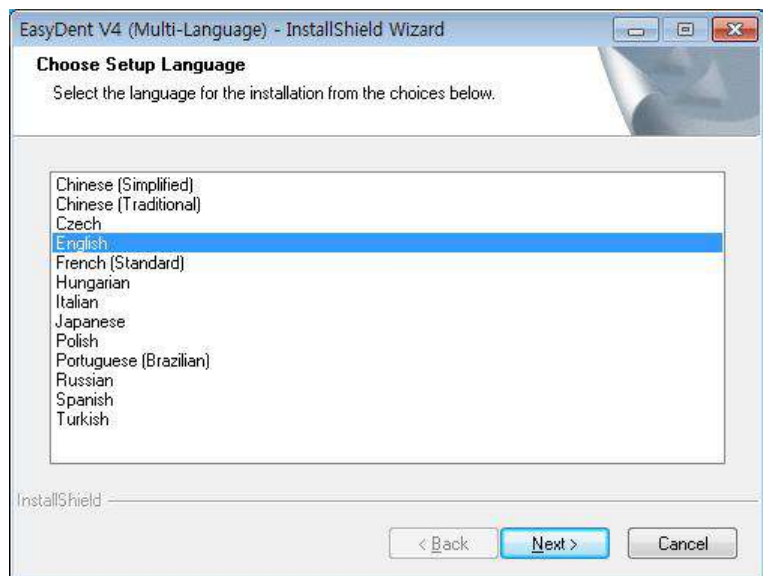 EasyDent V4 (Multi-Language) - InstallShield Wizard
Choose Setup Language
Select the language for the installation from the choices below.
Chinese (Simplified)
Chinese (Traditional)
Czech
English
French (Standard)
Hungarian
Italian
Japanese
Polish
Portuguese (Brazilian)
Russian
Spanish
Turkish
InstallShield
< Back Next > Cancel